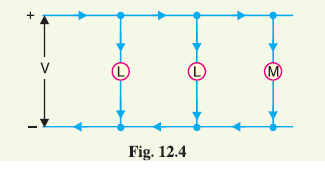 +
V L L M
–
Fig. 12.4